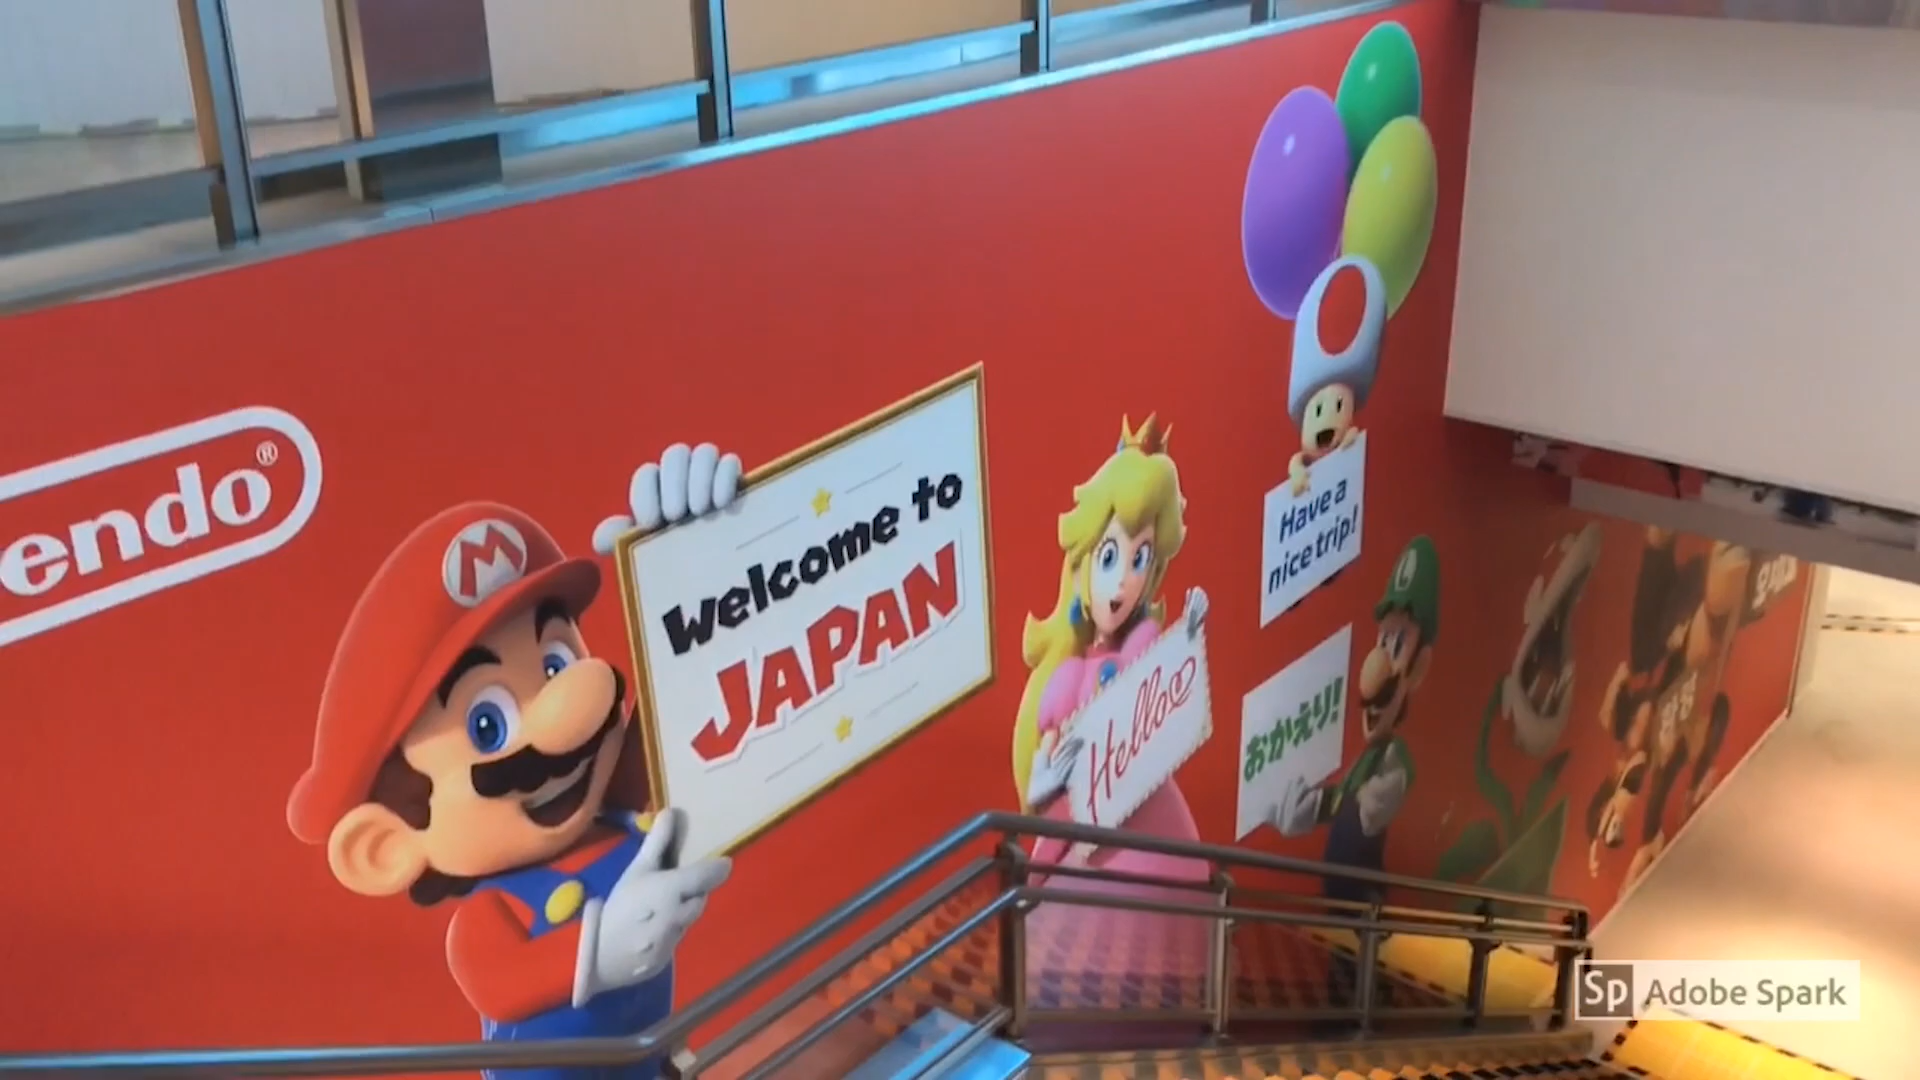 endo®
M
Welcome to
JAPAN
Hello♡
Have a
nice trip!
L
おかえり!
Sp Adobe Spark